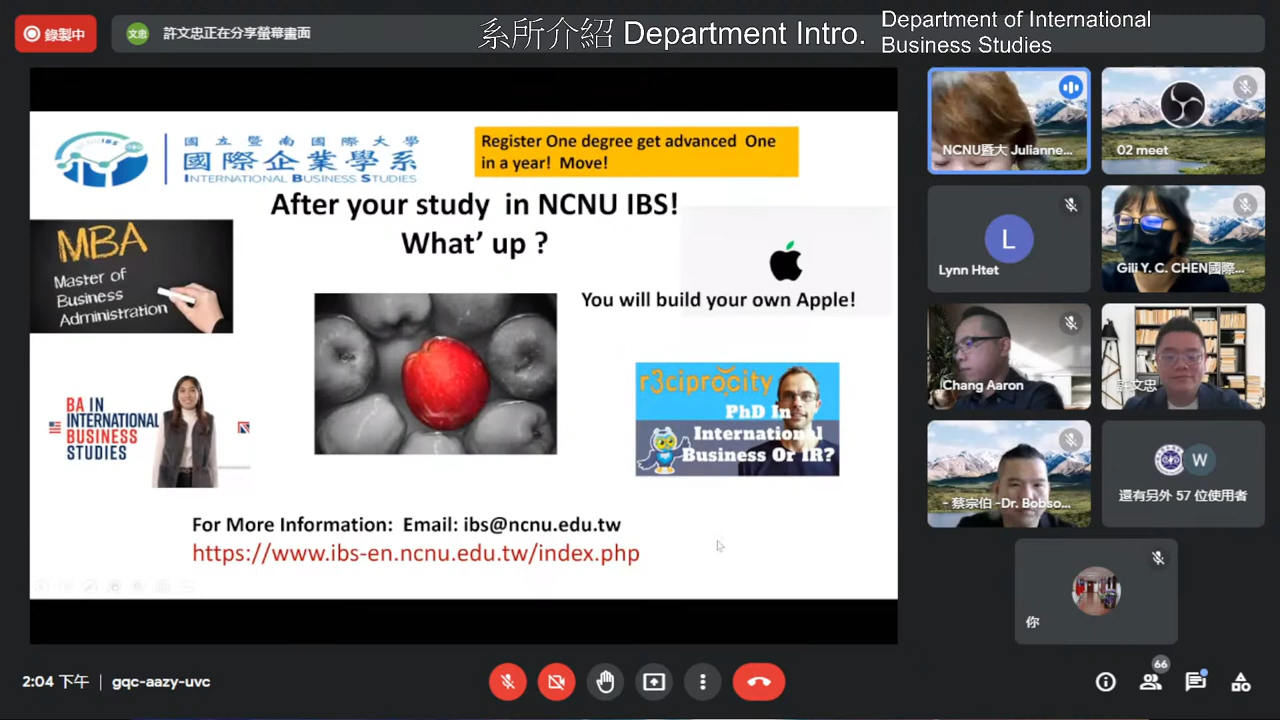 錄製中
文忠
許文忠正在分享螢幕畫面
系所介紹 Department Intro.
Department of International
Business Studies
國立暨南國際大學
國際企業學系
INTERNATIONAL BUSINESS STUDIES
Register One degree get advanced One
in a year! Move!
After your study in NCNU IBS!
What' up ?
MBA
Master of
Business
Administration
You will build your own Apple!
BA IN
INTERNATIONAL
BUSINESS
STUDIES
r3ciprocity
PhD In
International
Business Or IR?
For More Information: Email: ibs@ncnu.edu.tw
https://www.ibs-en.ncnu.edu.tw/index.php
NCNU暨大 Julianne...
02 meet
L
Lynn Htet
Gili Y. C. CHEN國際...
Chang Aaron
許文忠
- 蔡宗伯 -Dr. Bobso...
W
還有另外 57 位使用者
你
2:04 下午 | gqc-aazy-uvc
66